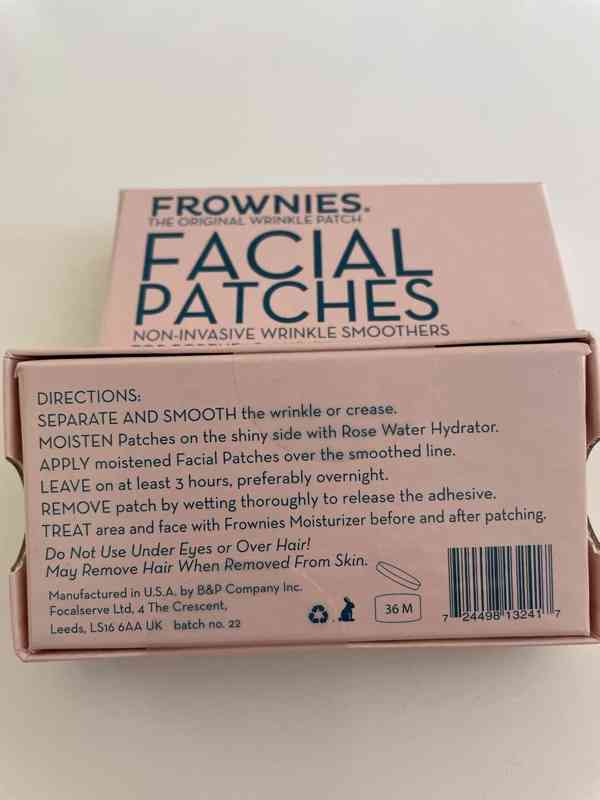 FROWNIES.
THE ORIGINAL WRINKLE PATCH
FACIAL
PATCHES
NON-INVASIVE WRINKLE SMOOTHERS
DIRECTIONS:
SEPARATE AND SMOOTH the wrinkle or crease.
MOISTEN Patches on the shiny side with Rose Water Hydrator.
APPLY moistened Facial Patches over the smoothed line.
LEAVE on at least 3 hours, preferably overnight.
REMOVE patch by wetting thoroughly to release the adhesive.
TREAT area and face with Frownies Moisturizer before and after patching.
Do Not Use Under Eyes or Over Hair!
May Remove Hair When Removed From Skin.
Manufactured in U.S.A. by B&P Company Inc.
Focalserve Ltd, 4 The Crescent,
Leeds, LS16 6AA UK batch no. 22
36 M
7 24498 13241 7